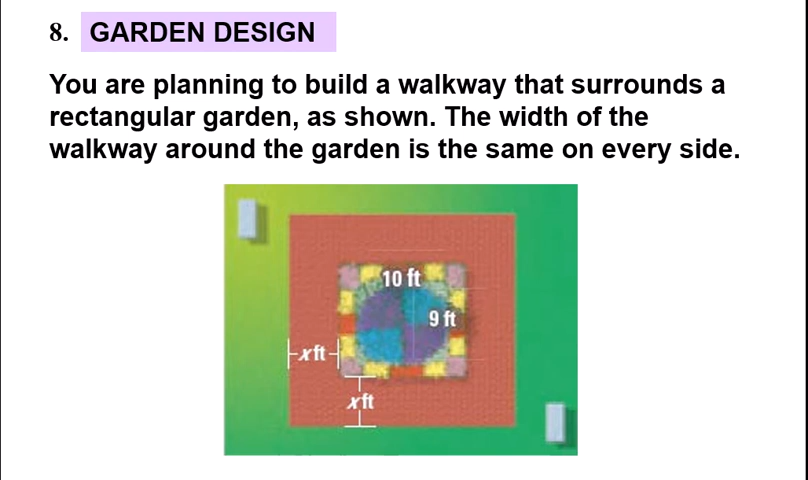 8. GARDEN DESIGN
You are planning to build a walkway that surrounds a
rectangular garden, as shown. The width of the
walkway around the garden is the same on every side.
10 ft
9 ft
x ft
x ft